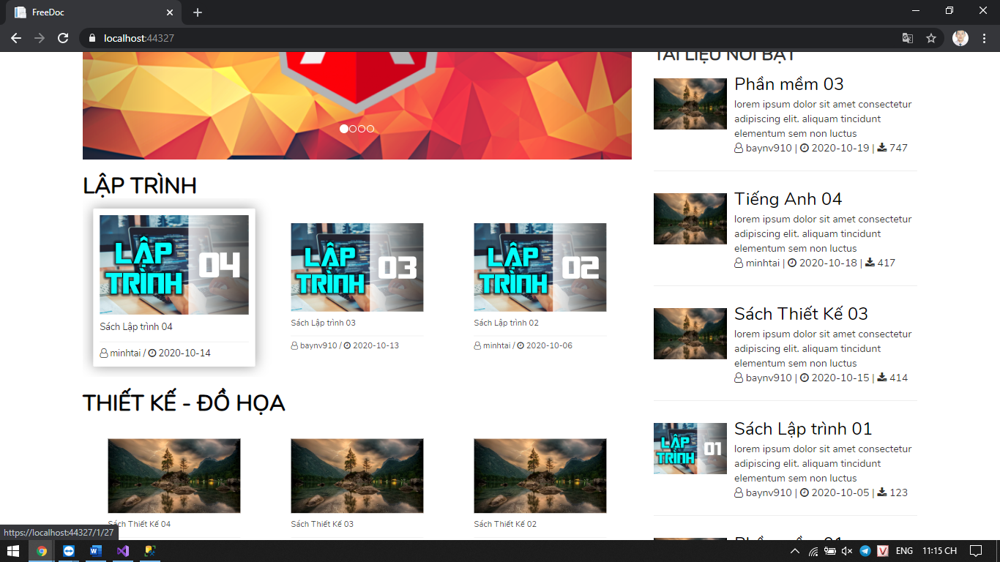 FreeDoc
localhost:44327
TÀI LIỆU NỔI BẬT
LẬP TRÌNH
LẬP TRÌNH 04
Sách Lập trình 04
minhtai / 2020-10-14
LẬP TRÌNH 03
Sách Lập trình 03
baynv910 / 2020-10-13
LẬP TRÌNH 02
Sách Lập trình 02
minhtai / 2020-10-06
THIẾT KẾ - ĐỒ HỌA
Sách Thiết Kế 04
Sách Thiết Kế 03
Sách Thiết Kế 02
Phần mềm 03
lorem ipsum dolor sit amet consectetur
adipiscing elit. aliquam tincidunt
elementum sem non luctus
baynv910 | 2020-10-19 | 747
Tiếng Anh 04
lorem ipsum dolor sit amet consectetur
adipiscing elit. aliquam tincidunt
elementum sem non luctus
minhtai | 2020-10-18 | 417
Sách Thiết Kế 03
lorem ipsum dolor sit amet consectetur
adipiscing elit. aliquam tincidunt
elementum sem non luctus
baynv910 | 2020-10-15 | 414
LẬP TRÌNH 01
Sách Lập trình 01
lorem ipsum dolor sit amet consectetur
adipiscing elit. aliquam tincidunt
elementum sem non luctus
baynv910 | 2020-10-05 | 123
Phần mềm 01
https://localhost:44327/1/27
ENG
11:15 CH